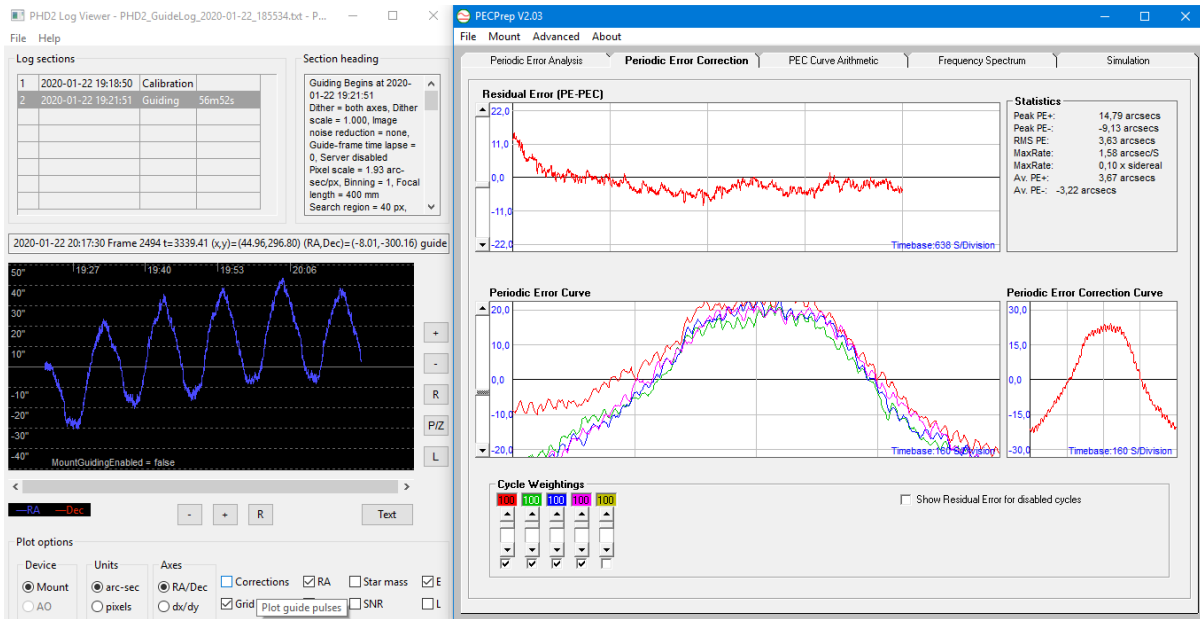 PHD2 Log Viewer - PHD2_GuideLog_2020-01-22_185534.txt - P...
File Help
Log sections
1 2020-01-22 19:18:50 Calibration
2 2020-01-22 19:21:51 Guiding 56m52s
Section heading
Guiding Begins at 2020-
01-22 19:21:51
Dither = both axes, Dither
scale = 1.000, Image
noise reduction = none,
Guide-frame time lapse =
0, Server disabled
Pixel scale = 1.93 arc-
sec/px, Binning = 1, Focal
length = 400 mm
Search region = 40 px,
2020-01-22 20:17:30 Frame 2494 t=3339.41 (x,y)=(44.96,296.80) (RA,Dec)=(-8.01,-300.16) guide
19:27 19:40 19:53 20:06
50"
40"
30"
20"
10"
-10"
-20"
-30"
-40"
MountGuidingEnabled = false
+
-
R
P/Z
L
RA Dec
- + R Text
Plot options
Device Units Axes
Mount arc-sec RA/Dec Corrections RA Star mass E
AO pixels dx/dy Grid SNR L
Plot guide pulses
PECPrep V2.03
File Mount Advanced About
Periodic Error Analysis Periodic Error Correction PEC Curve Arithmetic Frequency Spectrum Simulation
Residual Error (PE-PEC)
22,0
11,0
0,0
-11,0
-22,0
Timebase:638 S/Division
Statistics
Peak PE+: 14,79 arcsecs
Peak PE-: -9,13 arcsecs
RMS PE: 3,63 arcsecs
MaxRate: 1,58 arcsec/S
MaxRate: 0,10 x sidereal
Av. PE+: 3,67 arcsecs
Av. PE-: -3,22 arcsecs
Periodic Error Curve
20,0
10,0
0,0
-10,0
-20,0
Timebase:160 S/Division
Periodic Error Correction Curve
30,0
15,0
0,0
-15,0
-30,0
Timebase:160 S/Division
Cycle Weightings
100 100 100 100 100
Show Residual Error for disabled cycles